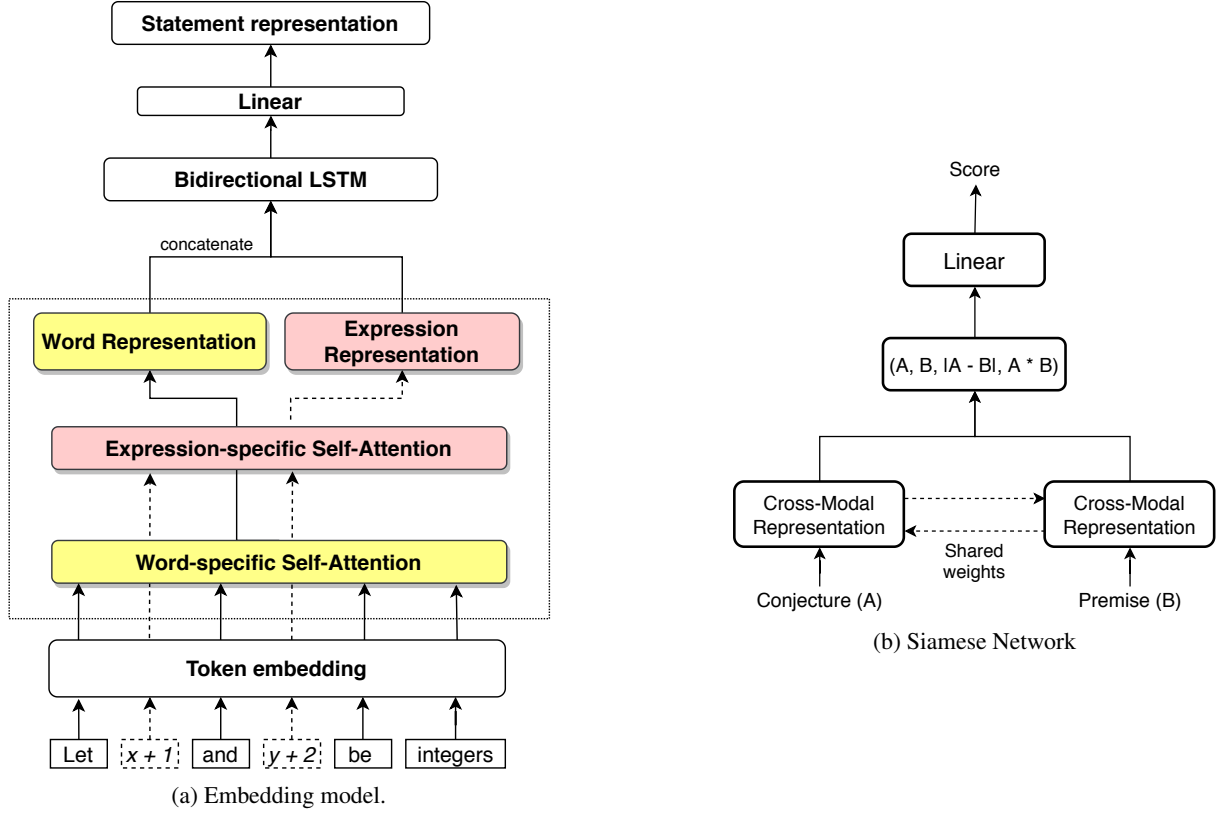 Statement representation
Linear
Bidirectional LSTM
concatenate
Word Representation
Expression
Representation
Expression-specific Self-Attention
Word-specific Self-Attention
Token embedding
Let
x + 1
and
y + 2
be
integers
(a) Embedding model.
Score
Linear
(A, B, |A - B|, A * B)
Cross-Modal
Representation
Cross-Modal
Representation
Shared
weights
Conjecture (A)
Premise (B)
(b) Siamese Network